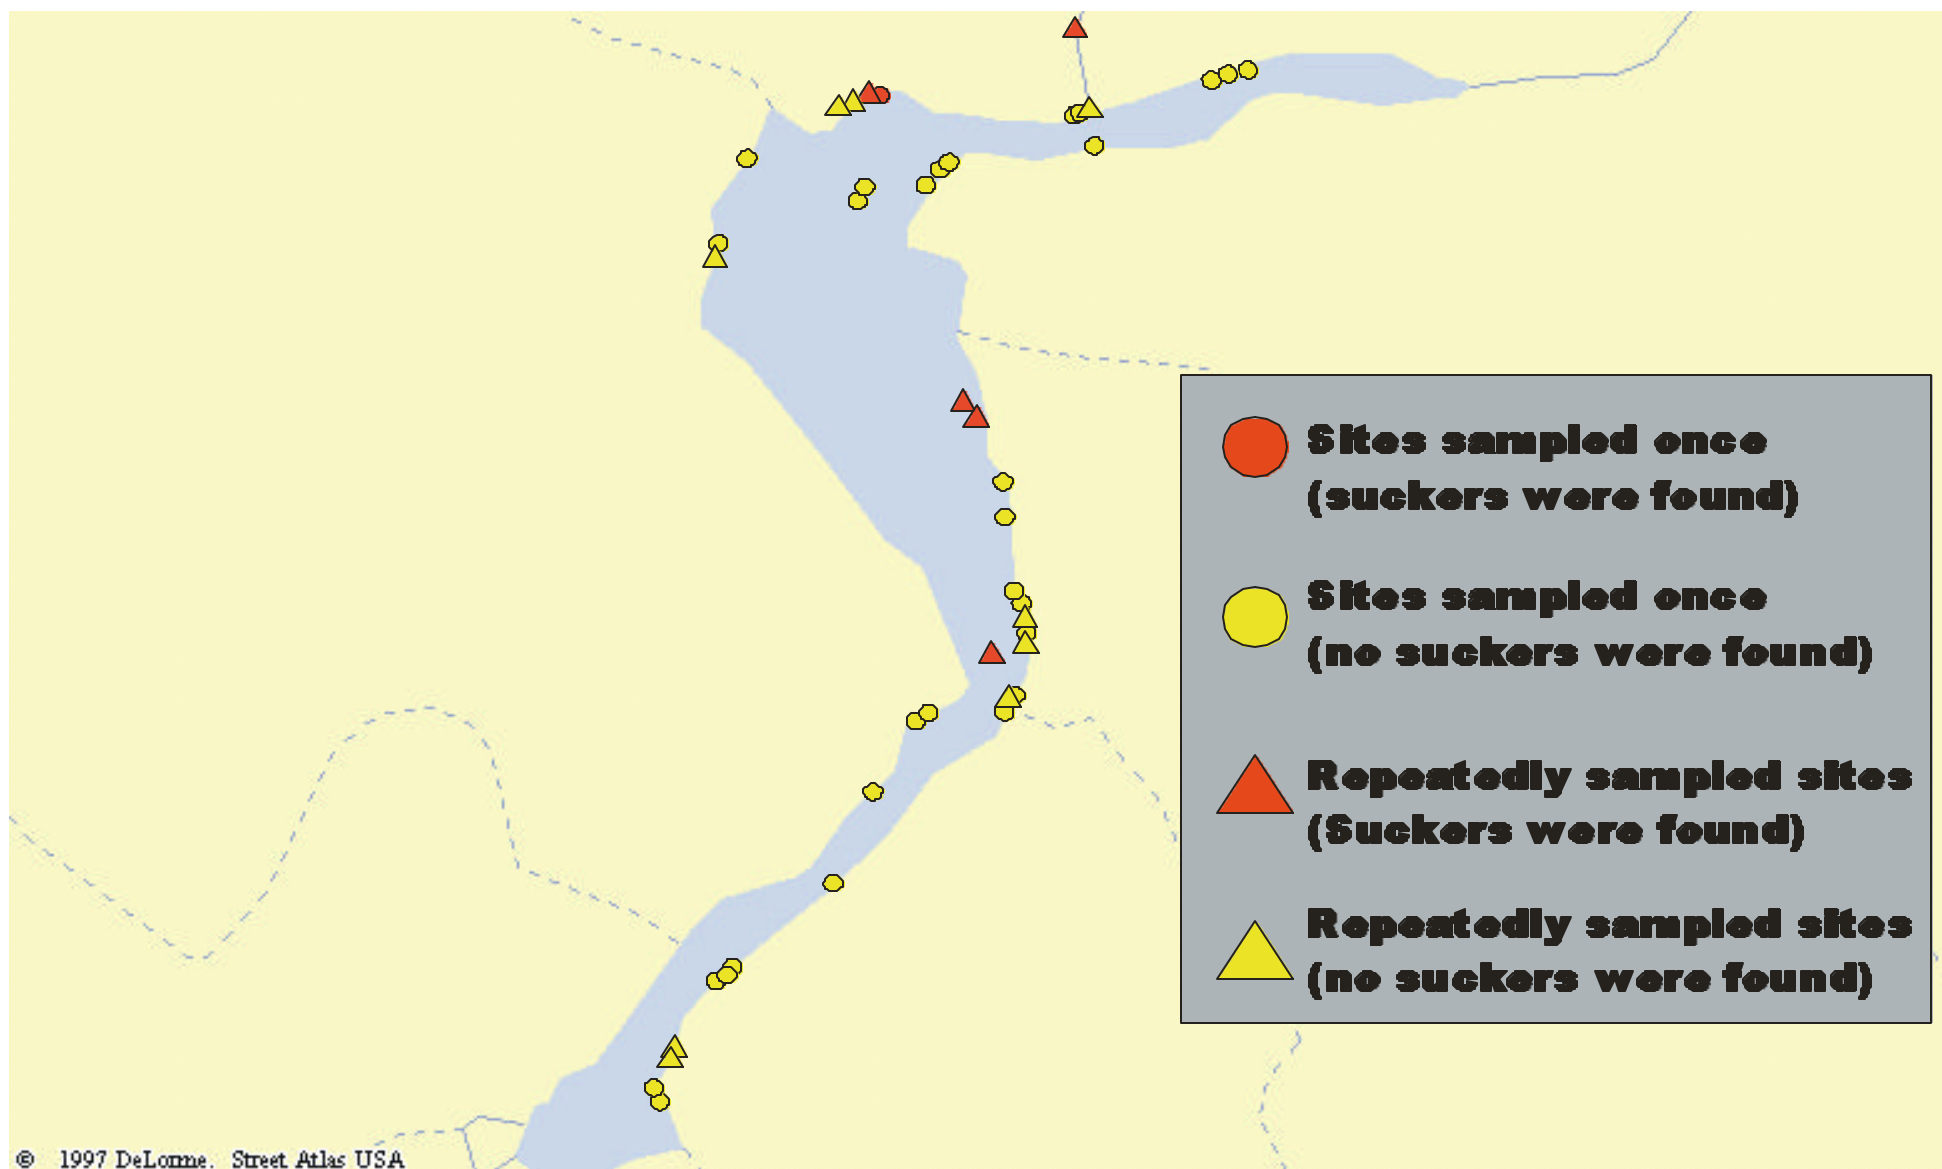 Sites sampled once
(suckers were found)
Sites sampled once
(no suckers were found)
Repeatedly sampled sites
(Suckers were found)
Repeatedly sampled sites
(no suckers were found)
© 1997 DeLorme. Street Atlas USA